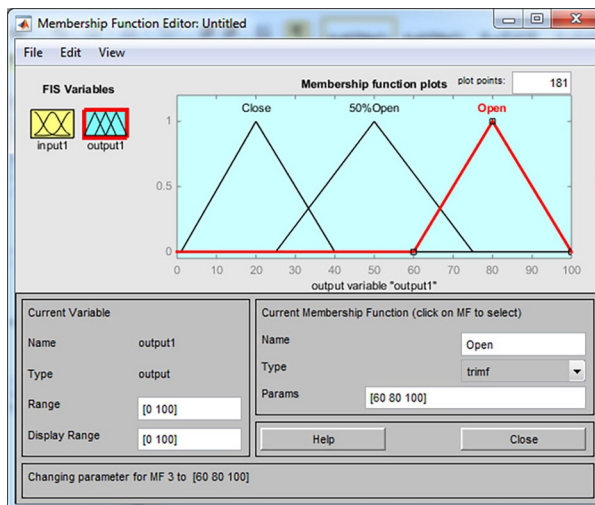 Membership Function Editor: Untitled
File Edit View
FIS Variables
input1 output1
Membership function plots plot points: 181
Close 50%Open Open
1
0.5
0
0 10 20 30 40 50 60 70 80 90 100
output variable "output1"
Current Variable
Name output1
Type output
Range [0 100]
Display Range [0 100]
Current Membership Function (click on MF to select)
Name Open
Type trimf
Params [60 80 100]
Help Close
Changing parameter for MF 3 to [60 80 100]